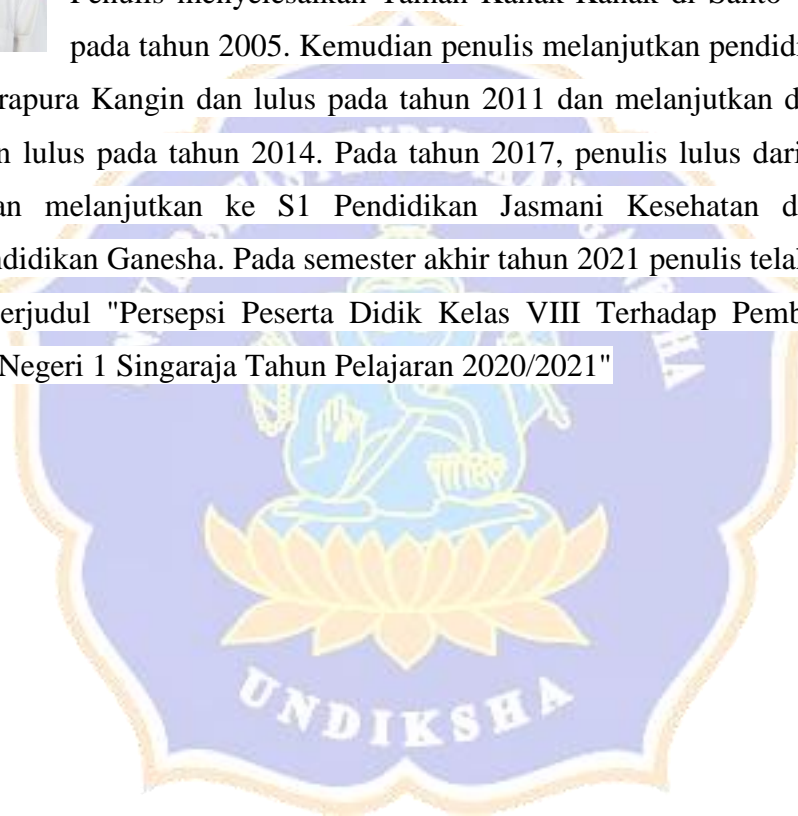 Penulis menyelesaikan Taman Kanak-Kanak di Santo
pada tahun 2005. Kemudian penulis melanjutkan pendidi
rapura Kangin dan lulus pada tahun 2011 dan melanjutkan d
n lulus pada tahun 2014. Pada tahun 2017, penulis lulus dari
an melanjutkan ke S1 Pendidikan Jasmani Kesehatan d
ndidikan Ganesha. Pada semester akhir tahun 2021 penulis telal
erjudul "Persepsi Peserta Didik Kelas VIII Terhadap Pemb
Negeri 1 Singaraja Tahun Pelajaran 2020/2021"
UNDIKSHA